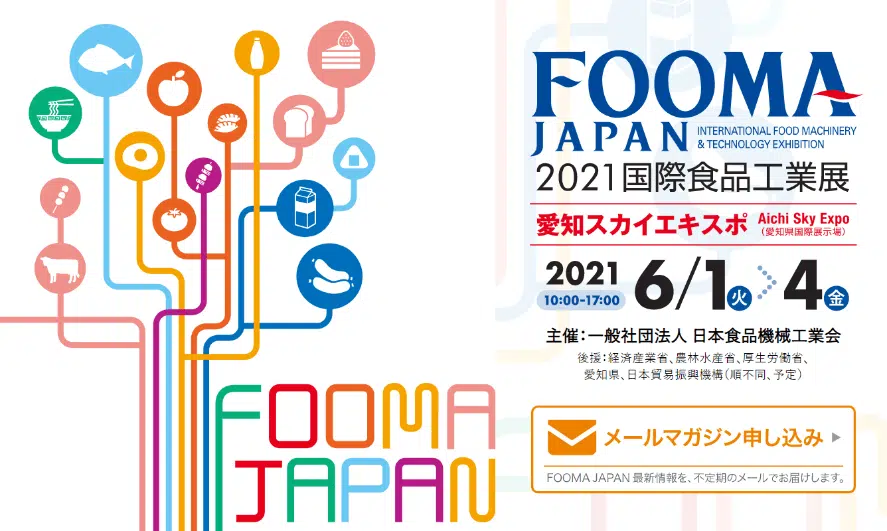 FOOMA
JAPAN
FOOMA
JAPAN INTERNATIONAL FOOD MACHINERY
& TECHNOLOGY EXHIBITION
2021国際食品工業展
愛知スカイエキスポ Aichi Sky Expo
（愛知県国際展示場）
2021 6/1火 4金
10:00-17:00
主催：一般社団法人 日本食品機械工業会
後援：経済産業省、農林水産省、厚生労働省、
愛知県、日本貿易振興機構（順不同、予定）
メールマガジン申し込み
FOOMA JAPAN 最新情報を、不定期のメールでお届けします。